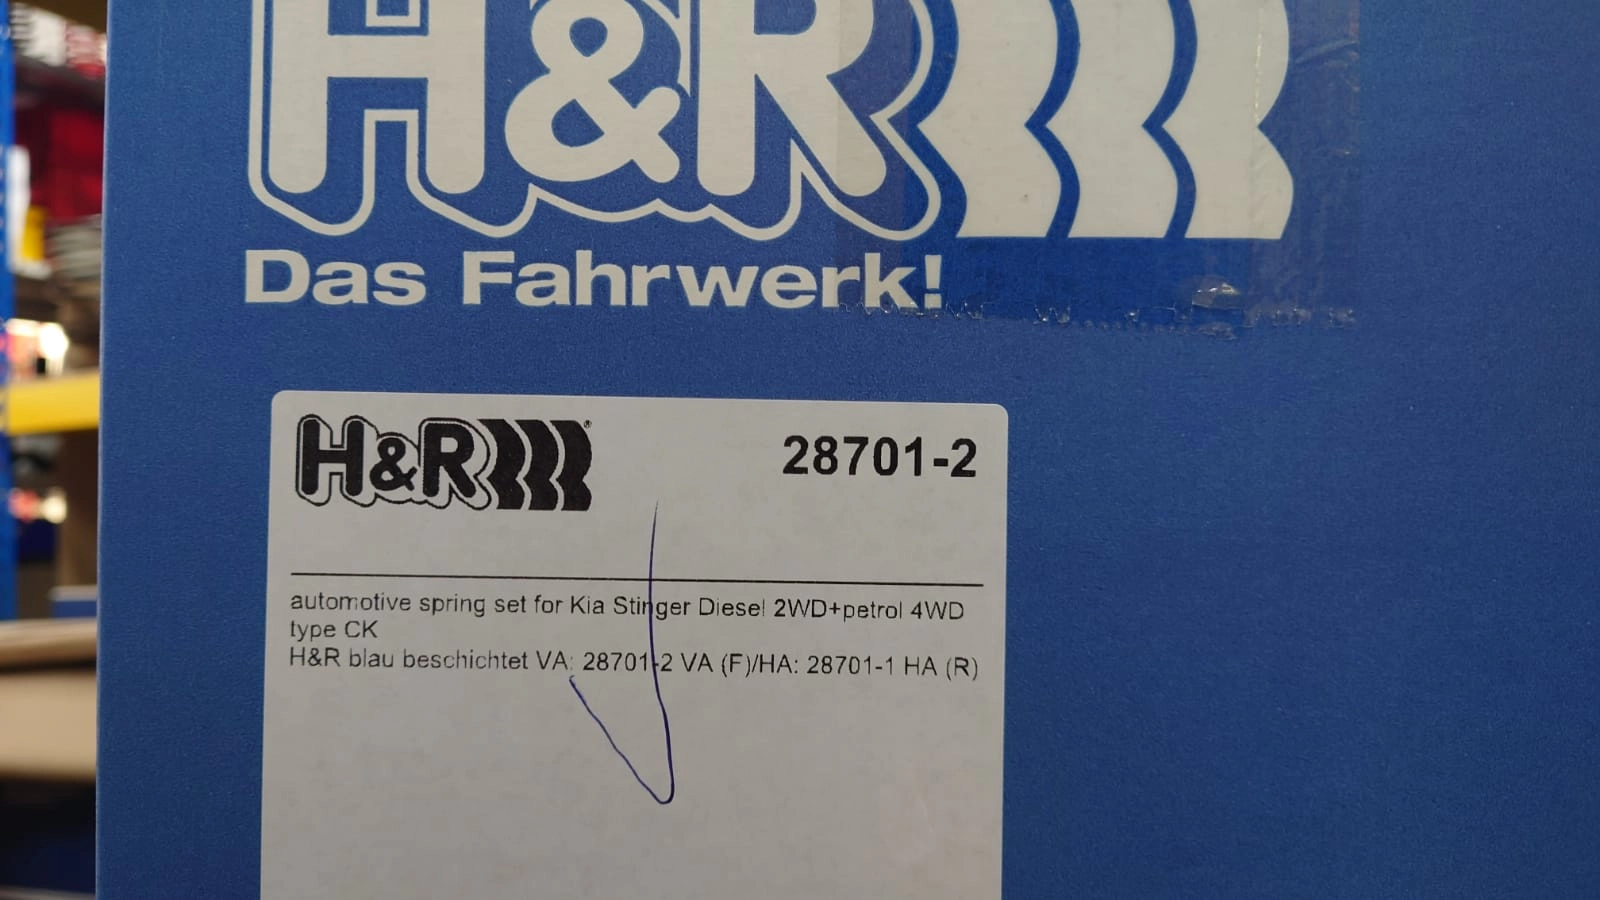 H&R
Das Fahrwerk!
H&R®
28701-2
automotive spring set for Kia Stinger Diesel 2WD+petrol 4WD
type CK
H&R blau beschichtet VA: 28701-2 VA (F)/HA: 28701-1 HA (R)